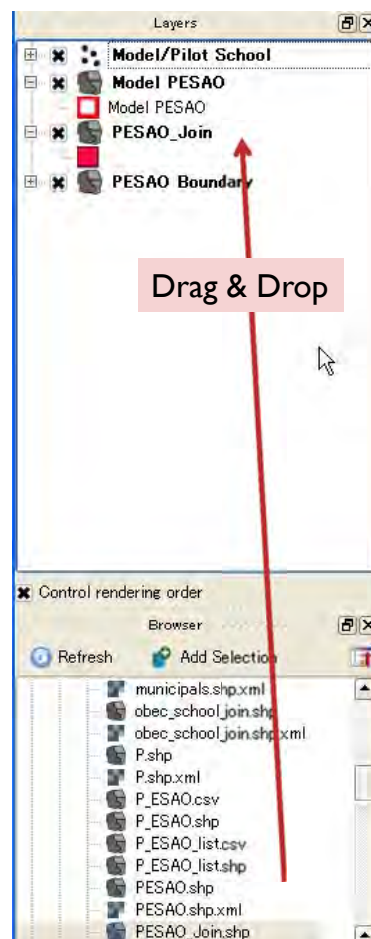 Layers
Model/Pilot School
Model PESAO
Model PESAO
PESAO_Join
PESAO Boundary
Drag & Drop
Control rendering order
Browser
Refresh Add Selection
municipals.shp.xml
obec_school_join.shp
obec_school_join.shp.xml
P.shp
P.shp.xml
P_ESAO.csv
P_ESAO.shp
P_ESAO_list.csv
P_ESAO_list.shp
PESAO.shp
PESAO.shp.xml
PESAO_Join.shp